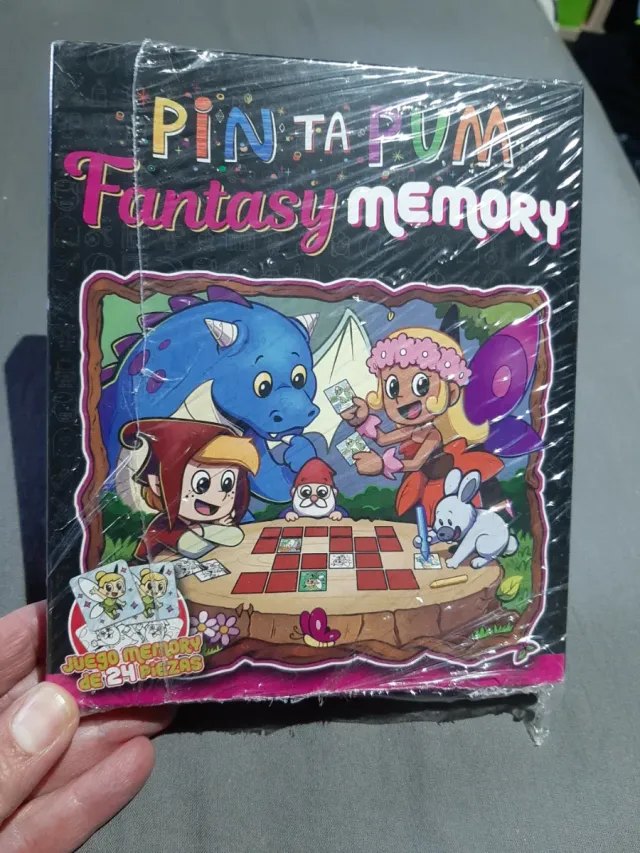 PiN TA PUM
Fantasy MEMORY
JUEGO MEMORY
DE 24 PIEZAS